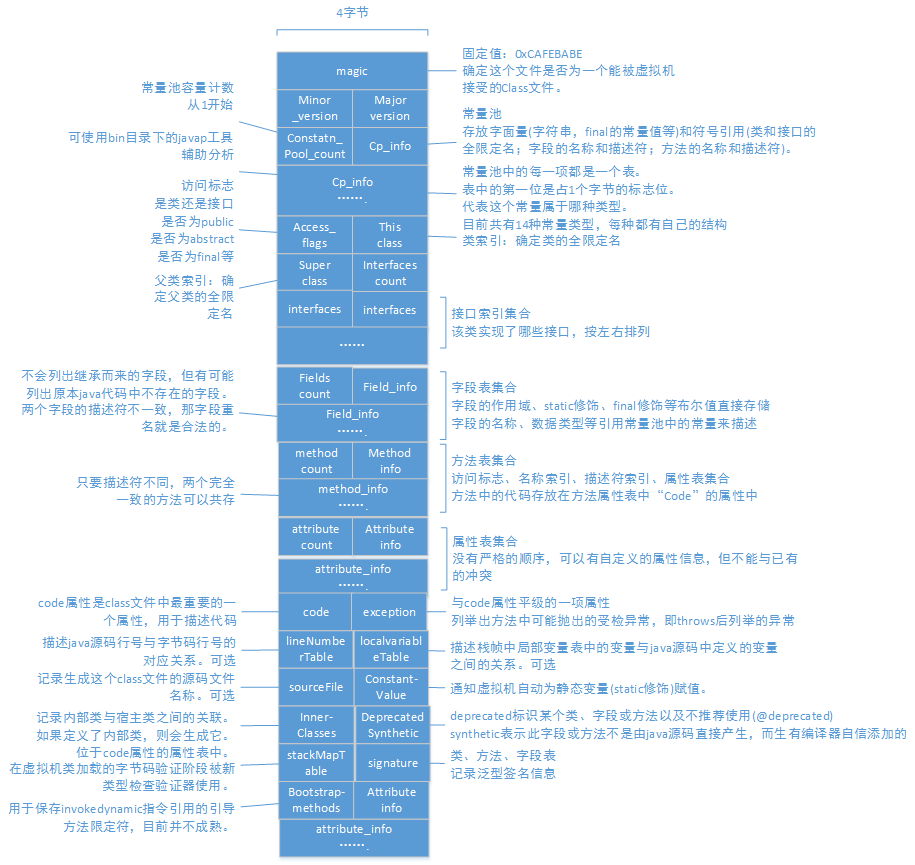 4字节
magic
固定值：0xCAFEBABE
确定这个文件是否为一个能被虚拟机
接受的Class文件。
常量池容量计数
从1开始
Minor
_version
Major
version
可使用bin目录下的javap工具
辅助分析
Constatn_
Pool_count
Cp_info
常量池
存放字面量(字符串，final的常量值等)和符号引用(类和接口的
全限定名；字段的名称和描述符；方法的名称和描述符)。
Cp_info
…….
常量池中的每一项都是一个表。
表中的第一位是占1个字节的标志位。
代表这个常量属于哪种类型。
目前共有14种常量类型，每种都有自己的结构
访问标志
是类还是接口
是否为public
是否为abstract
是否为final等
Access_
flags
This
class
类索引：确定类的全限定名
父类索引：确
定父类的全限
定名
Super
class
Interfaces
count
interfaces
interfaces
……
接口索引集合
该类实现了哪些接口，按左右排列
不会列出继承而来的字段，但有可能
列出原本java代码中不存在的字段。
两个字段的描述符不一致，那字段重
名就是合法的。
Fields
count
Field_info
Field_info
…….
字段表集合
字段的作用域、static修饰、final修饰等布尔值直接存储
字段的名称、数据类型等引用常量池中的常量来描述
只要描述符不同，两个完全
一致的方法可以共存
method
count
Method
info
method_info
…….
方法表集合
访问标志、名称索引、描述符索引、属性表集合
方法中的代码存放在方法属性表中“Code”的属性中
attribute
count
Attribute
info
attribute_info
…….
属性表集合
没有严格的顺序，可以有自定义的属性信息，但不能与已有
的冲突
code属性是class文件中最重要的一
个属性，用于描述代码
code
exception
与code属性平级的一项属性
列举出方法中可能抛出的受检异常，即throws后列举的异常
描述java源码行号与字节码行号的
对应关系。可选
lineNumbe
rTable
localvariab
leTable
描述栈帧中局部变量表中的变量与java源码中定义的变量
之间的关系。可选
记录生成这个class文件的源码文件
名称。可选
sourceFile
Constant-
Value
通知虚拟机自动为静态变量(static修饰)赋值。
记录内部类与宿主类之间的关联。
如果定义了内部类，则会生成它。
Inner-
Classes
Deprecated
Synthetic
deprecated标识某个类、字段或方法以及不推荐使用(@deprecated)
synthetic表示此字段或方法不是由java源码直接产生，而生有编译器自信添加的
位于code属性的属性表中。
在虚拟机类加载的字节码验证阶段被新
类型检查验证器使用。
stackMapT
able
signature
类、方法、字段表
记录泛型签名信息
用于保存invokedynamic指令引用的引导
方法限定符，目前并不成熟。
Bootstrap-
methods
Attribute
info
attribute_info
…….